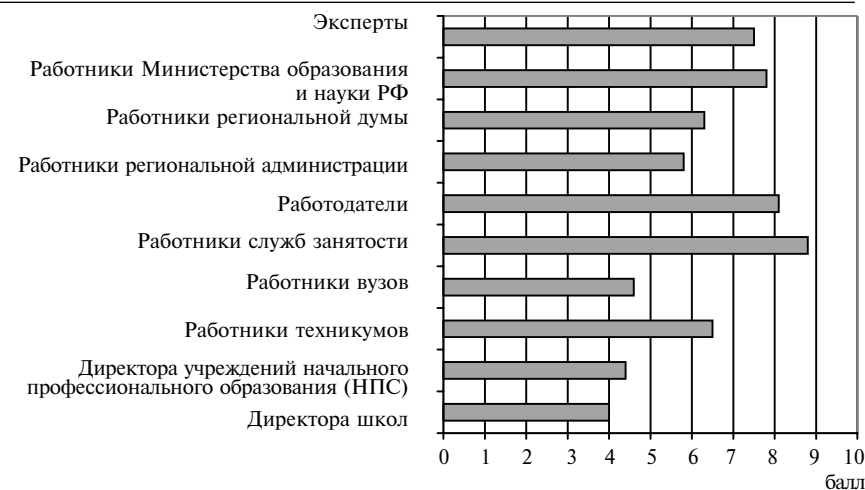 Эксперты
Работники Министерства образования
и науки РФ
Работники региональной думы
Работники региональной администрации
Работодатели
Работники служб занятости
Работники вузов
Работники техникумов
Директора учреждений начального
профессионального образования (НПС)
Директора школ
0 1 2 3 4 5 6 7 8 9 10
балл